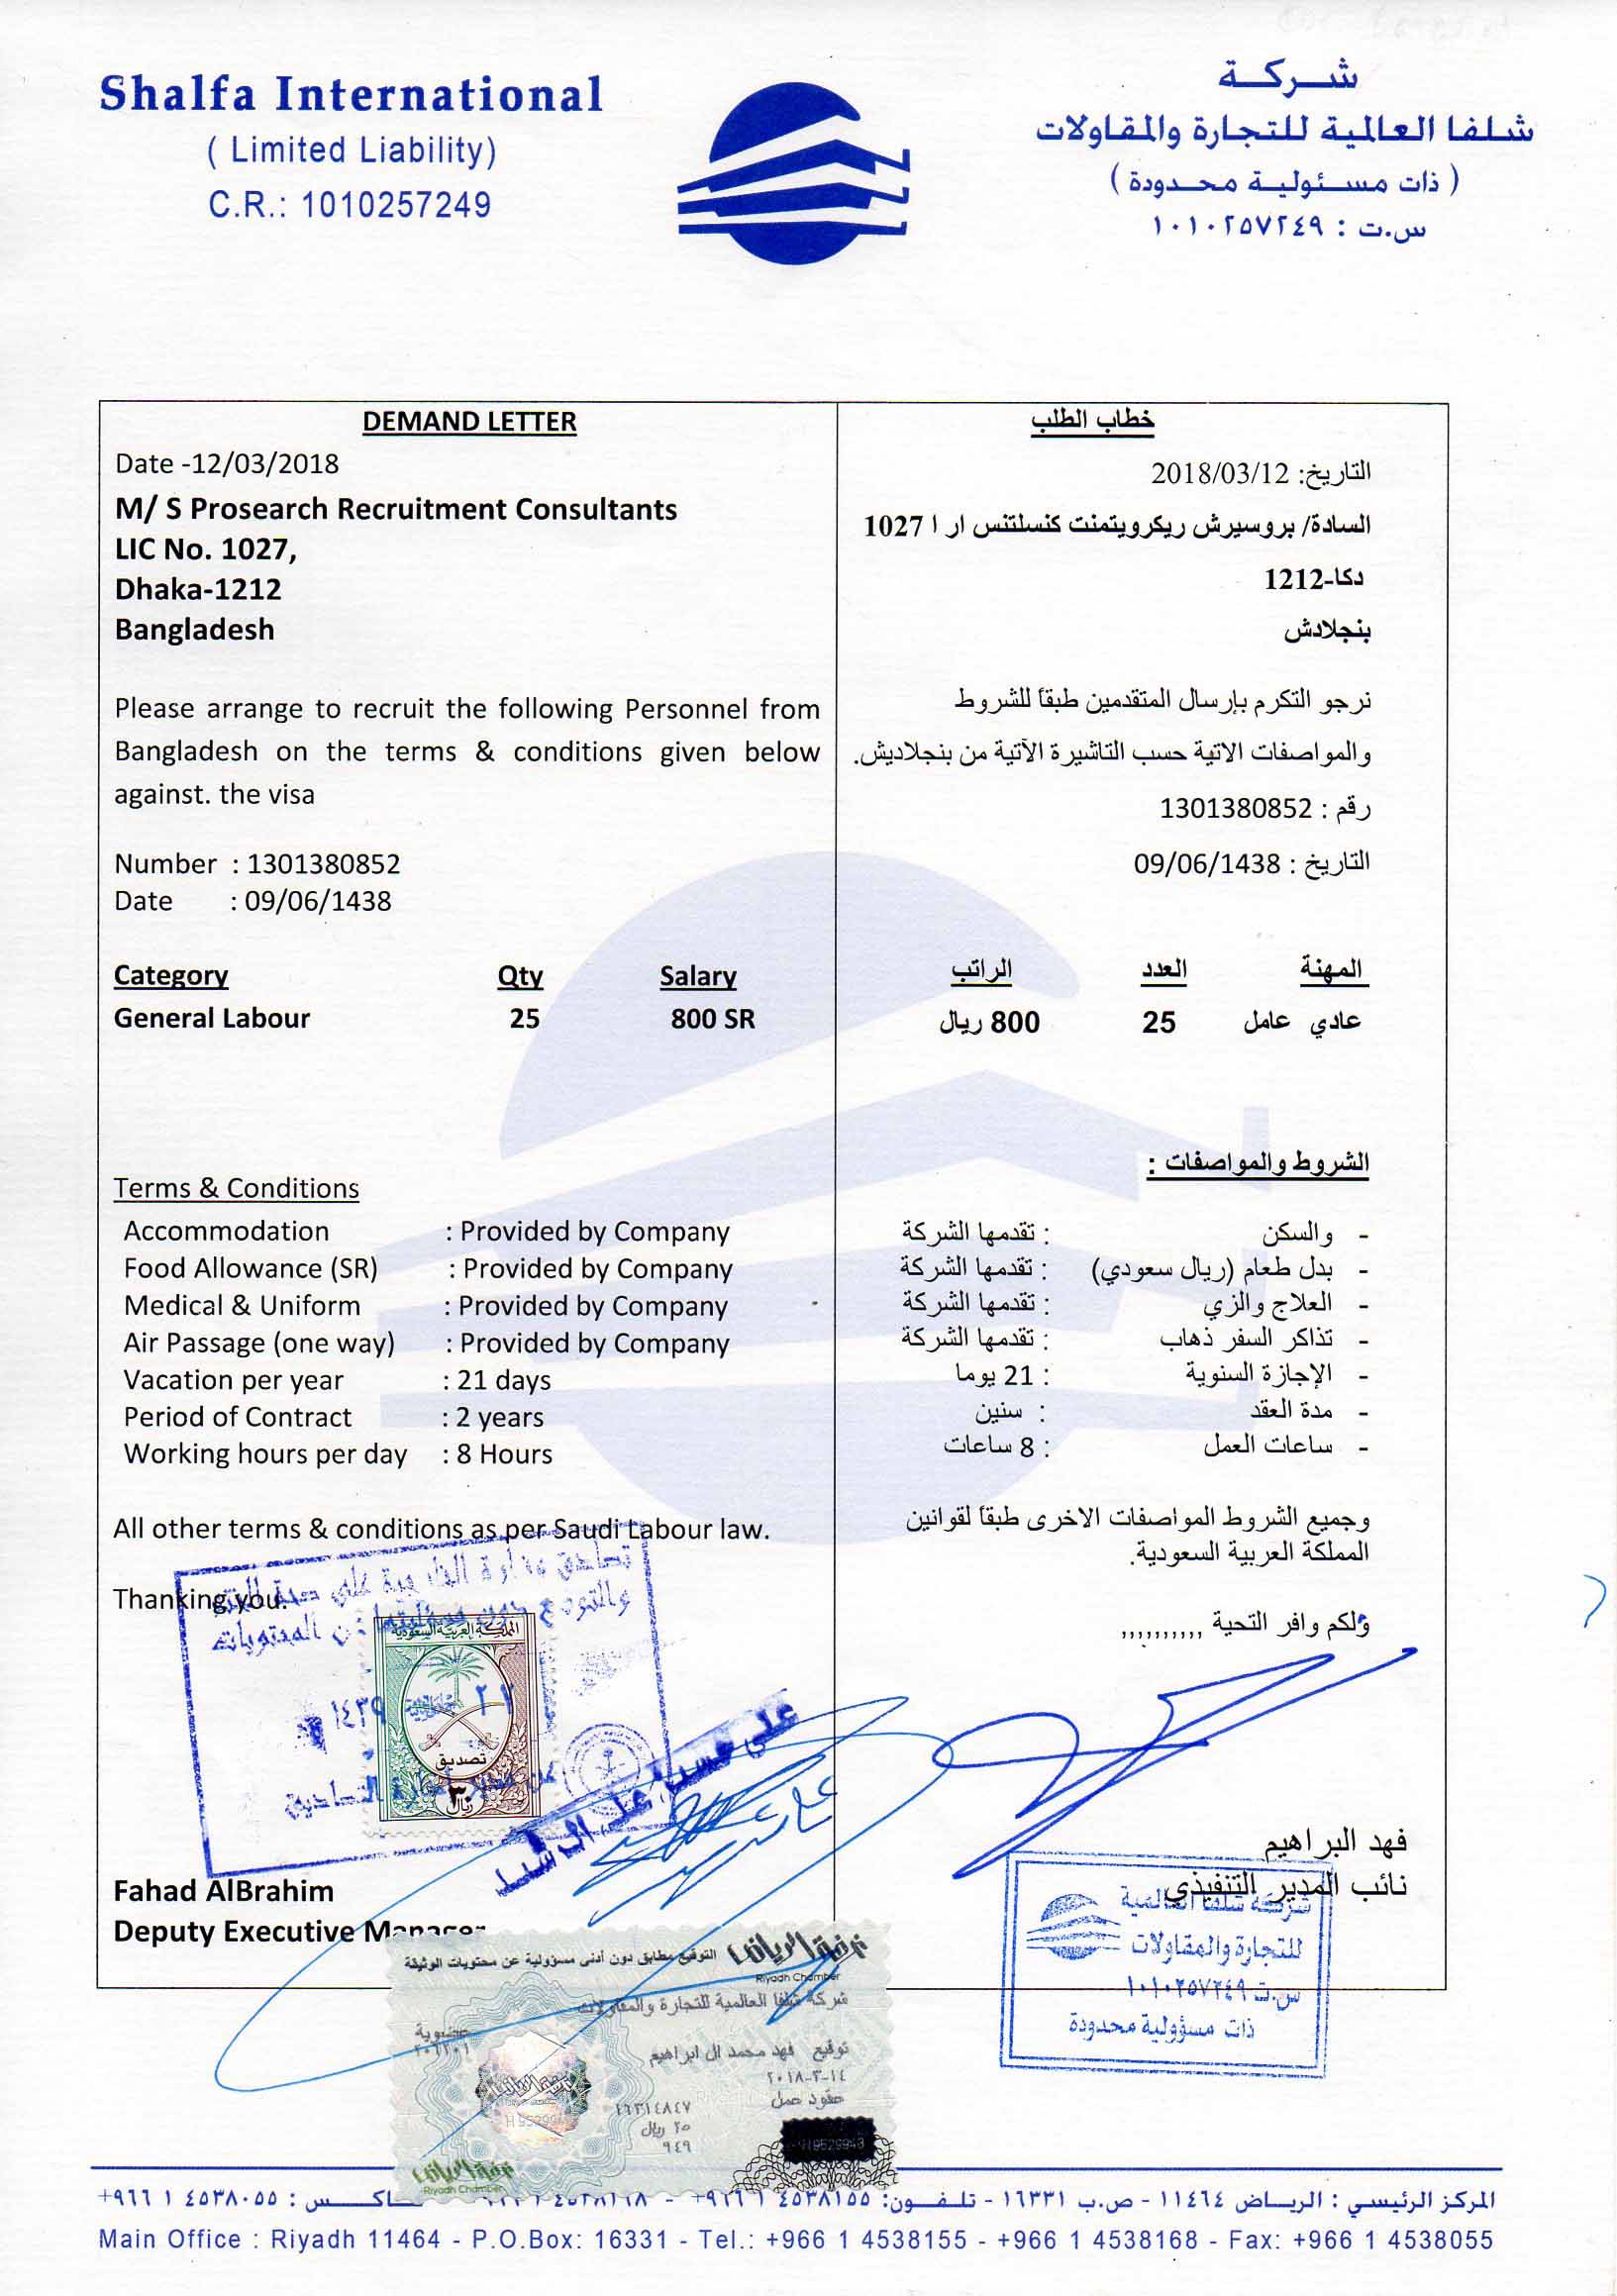 Shalfa International
( Limited Liability)
C.R.: 1010257249
شركة
شلفا العالمية للتجارة والمقاولات
( ذات مسئولية محدودة )
س.ت : ١٠١٠٢٥٧٢٤٩
DEMAND LETTER
Date -12/03/2018
M/ S Prosearch Recruitment Consultants
LIC No. 1027,
Dhaka-1212
Bangladesh
Please arrange to recruit the following Personnel from
Bangladesh on the terms & conditions given below
against. the visa
Number : 1301380852
Date : 09/06/1438
Category Qty Salary
General Labour 25 800 SR
Terms & Conditions
Accommodation : Provided by Company
Food Allowance (SR) : Provided by Company
Medical & Uniform : Provided by Company
Air Passage (one way) : Provided by Company
Vacation per year : 21 days
Period of Contract : 2 years
Working hours per day : 8 Hours
All other terms & conditions as per Saudi Labour law.
Thanking you.
Fahad AlBrahim
Deputy Executive Manager
خطاب الطلب
التاريخ: 2018/03/12
السادة/ بروسيرش ريكرويتمنت كنسلتنس ار ا 1027
دكا-1212
بنجلادش
نرجو التكرم بإرسال المتقدمين طبقاً للشروط
والمواصفات الاتية حسب التاشيرة الآتية من بنجلاديش.
رقم : 1301380852
التاريخ : 09/06/1438
المهنة العدد الراتب
عادي عامل 25 800 ريال
الشروط والمواصفات :
- والسكن : تقدمها الشركة
- بدل طعام (ريال سعودي) : تقدمها الشركة
- العلاج والزي : تقدمها الشركة
- تذاكر السفر ذهاب : تقدمها الشركة
- الإجازة السنوية : 21 يوما
- مدة العقد : سنين
- ساعات العمل : 8 ساعات
وجميع الشروط المواصفات الاخرى طبقاً لقوانين
المملكة العربية السعودية.
ولكم وافر التحية ,,,,,,,,,,
فهد البراهيم
نائب المدير التنفيذي
تصادق وزارة الخارجية على صحة الختم
والتوقيع دون مسئوليتها عن المحتويات
المملكة العربية السعودية
٢١ ١٤٣٩
تصديق
٣٠
ريال
شركة شلفا العالمية
للتجارة والمقاولات
س.ت ١٠١٠٢٥٧٢٤٩
ذات مسؤولية محدودة
غرفة الرياض
Riyadh Chamber
التوقيع مطابق دون أدنى مسؤولية عن محتويات الوثيقة
شركة شلفا العالمية للتجارة والمقاولات
عضوية
توقيع فهد محمد ال ابراهيم
٢٠١٨-٣-١٤
عقود عمل
١٦٣١٤٨٤٧
٢٥ ريال
٩٤٩
غرفة الرياض
Riyadh Chamber
المركز الرئيسي : الرياض ١١٤٦٤ - ص.ب ١٦٣٣١ - تلفون: ٤٥٣٨١٥٥ ١ ٩٦٦+ - ٤٥٣٨١٦٨ ١ ٩٦٦+ فاكس : ٤٥٣٨٠٥٥ ١ ٩٦٦+
Main Office : Riyadh 11464 - P.O.Box: 16331 - Tel.: +966 1 4538155 - +966 1 4538168 - Fax: +966 1 4538055